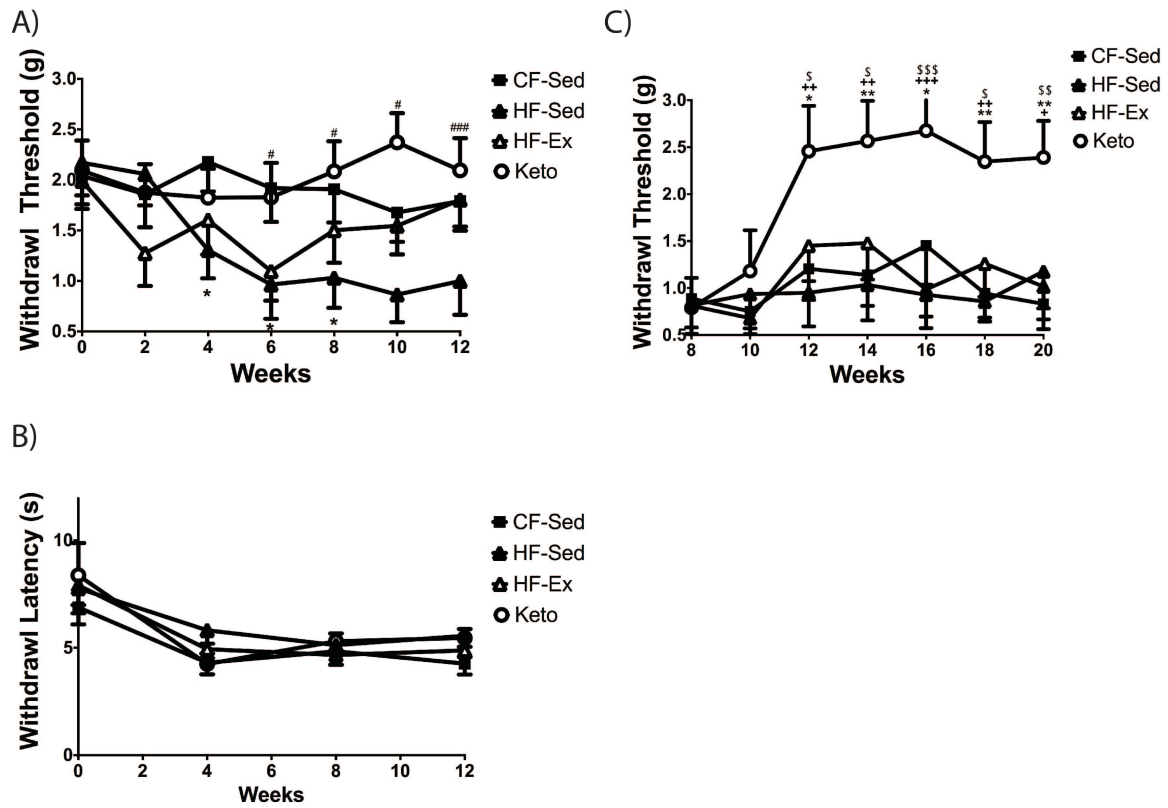 A)
Withdrawl Threshold (g)
3.0
2.5
2.0
1.5
1.0
0.5
0 2 4 6 8 10 12
Weeks
# # # ###
* * *
CF-Sed
HF-Sed
HF-Ex
Keto
C)
Withdrawl Threshold (g)
3.0
2.5
2.0
1.5
1.0
0.5
8 10 12 14 16 18 20
Weeks
$ $ $$$ $ $$
++ ++ +++ ++ **
* ** * ** +
CF-Sed
HF-Sed
HF-Ex
Keto
B)
Withdrawl Latency (s)
10
5
0
0 2 4 6 8 10 12
Weeks
CF-Sed
HF-Sed
HF-Ex
Keto